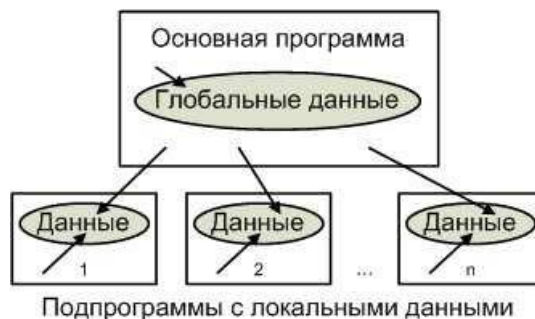 Основная программа
Глобальные данные
Данные Данные Данные
1 2 ... n
Подпрограммы с локальными данными